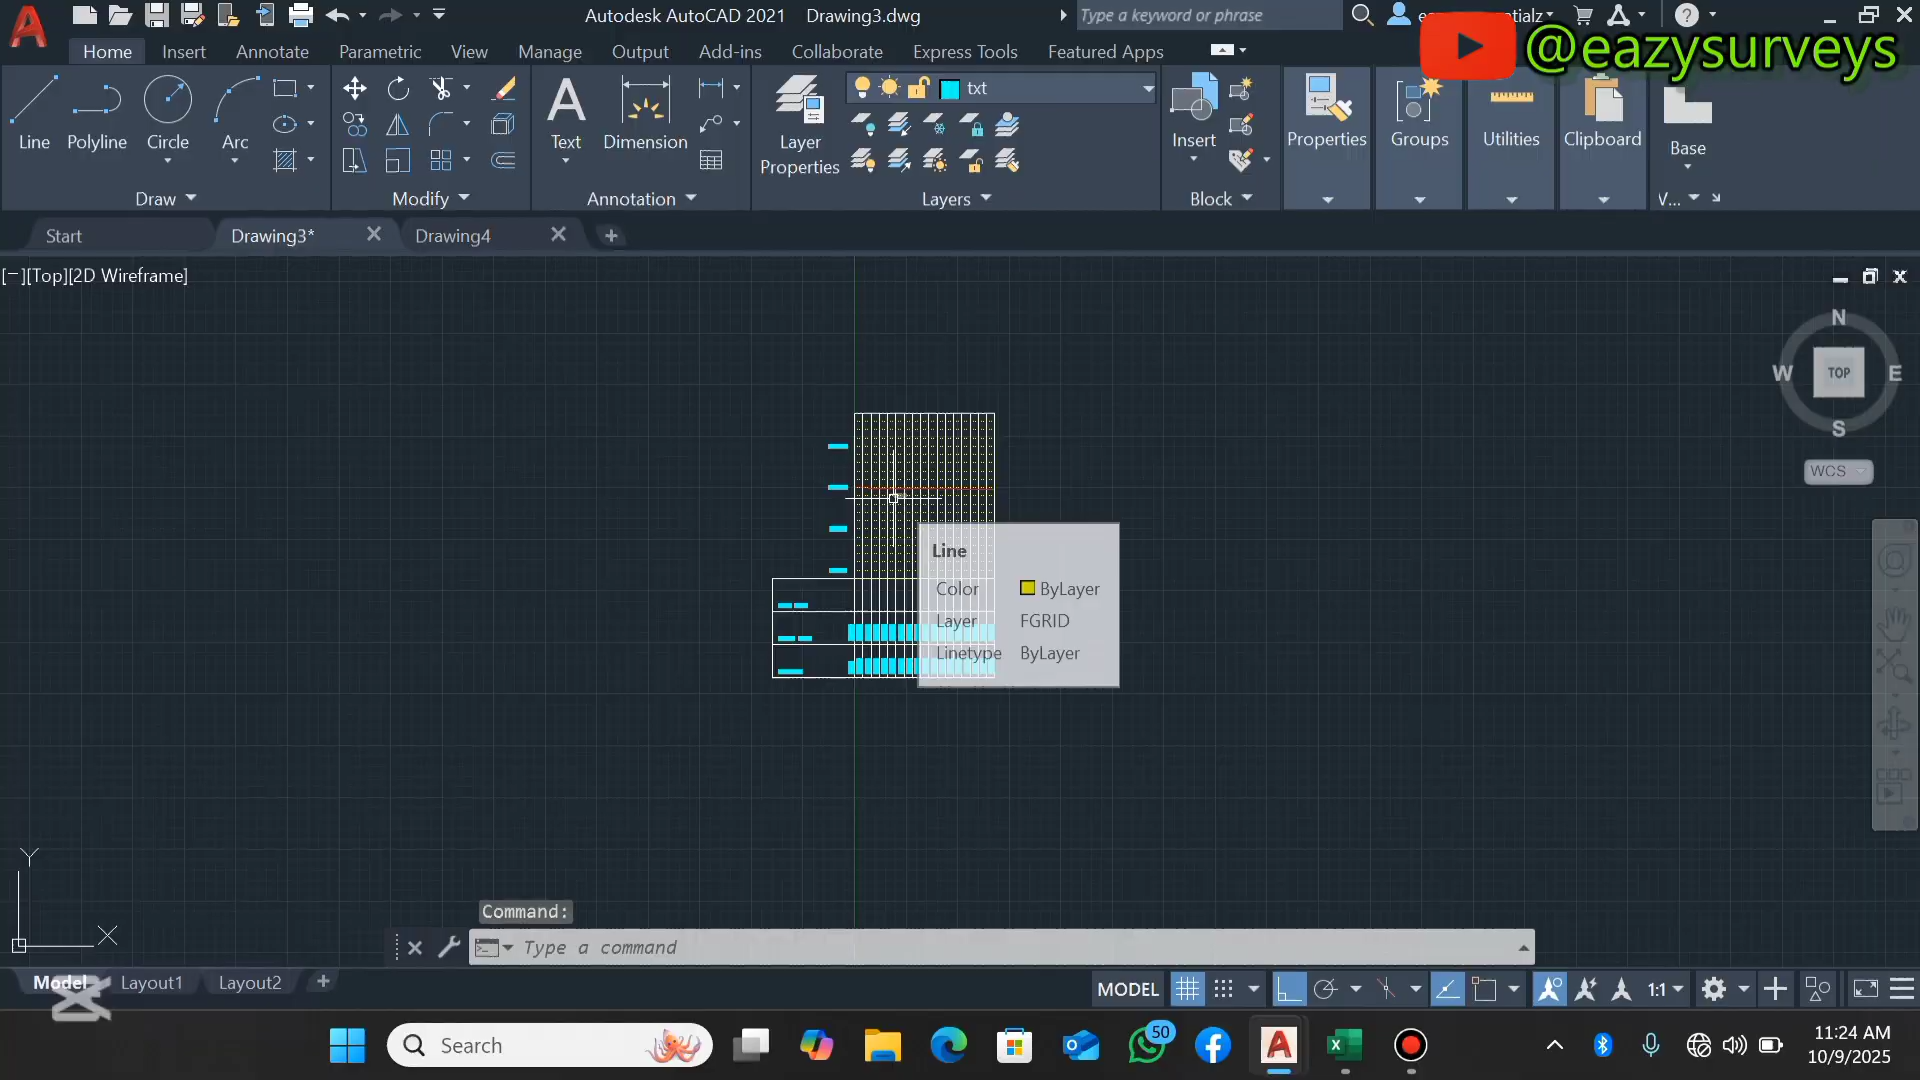 Autodesk AutoCAD 2021 Drawing3.dwg
Type a keyword or phrase
@eazysurveys
Home Insert Annotate Parametric View Manage Output Add-ins Collaborate Express Tools Featured Apps
txt
Line Polyline Circle Arc
Text Dimension
Layer
Properties
Insert
Properties Groups Utilities Clipboard
Base
Draw Modify Annotation Layers Block V...
Start Drawing3* Drawing4
[−][Top][2D Wireframe]
N
W TOP E
S
WCS
Line
Color ByLayer
Layer FGRID
Linetype ByLayer
Y
X
Command:
Type a command
Model Layout1 Layout2
MODEL 1:1
Search
50
11:24 AM
10/9/2025